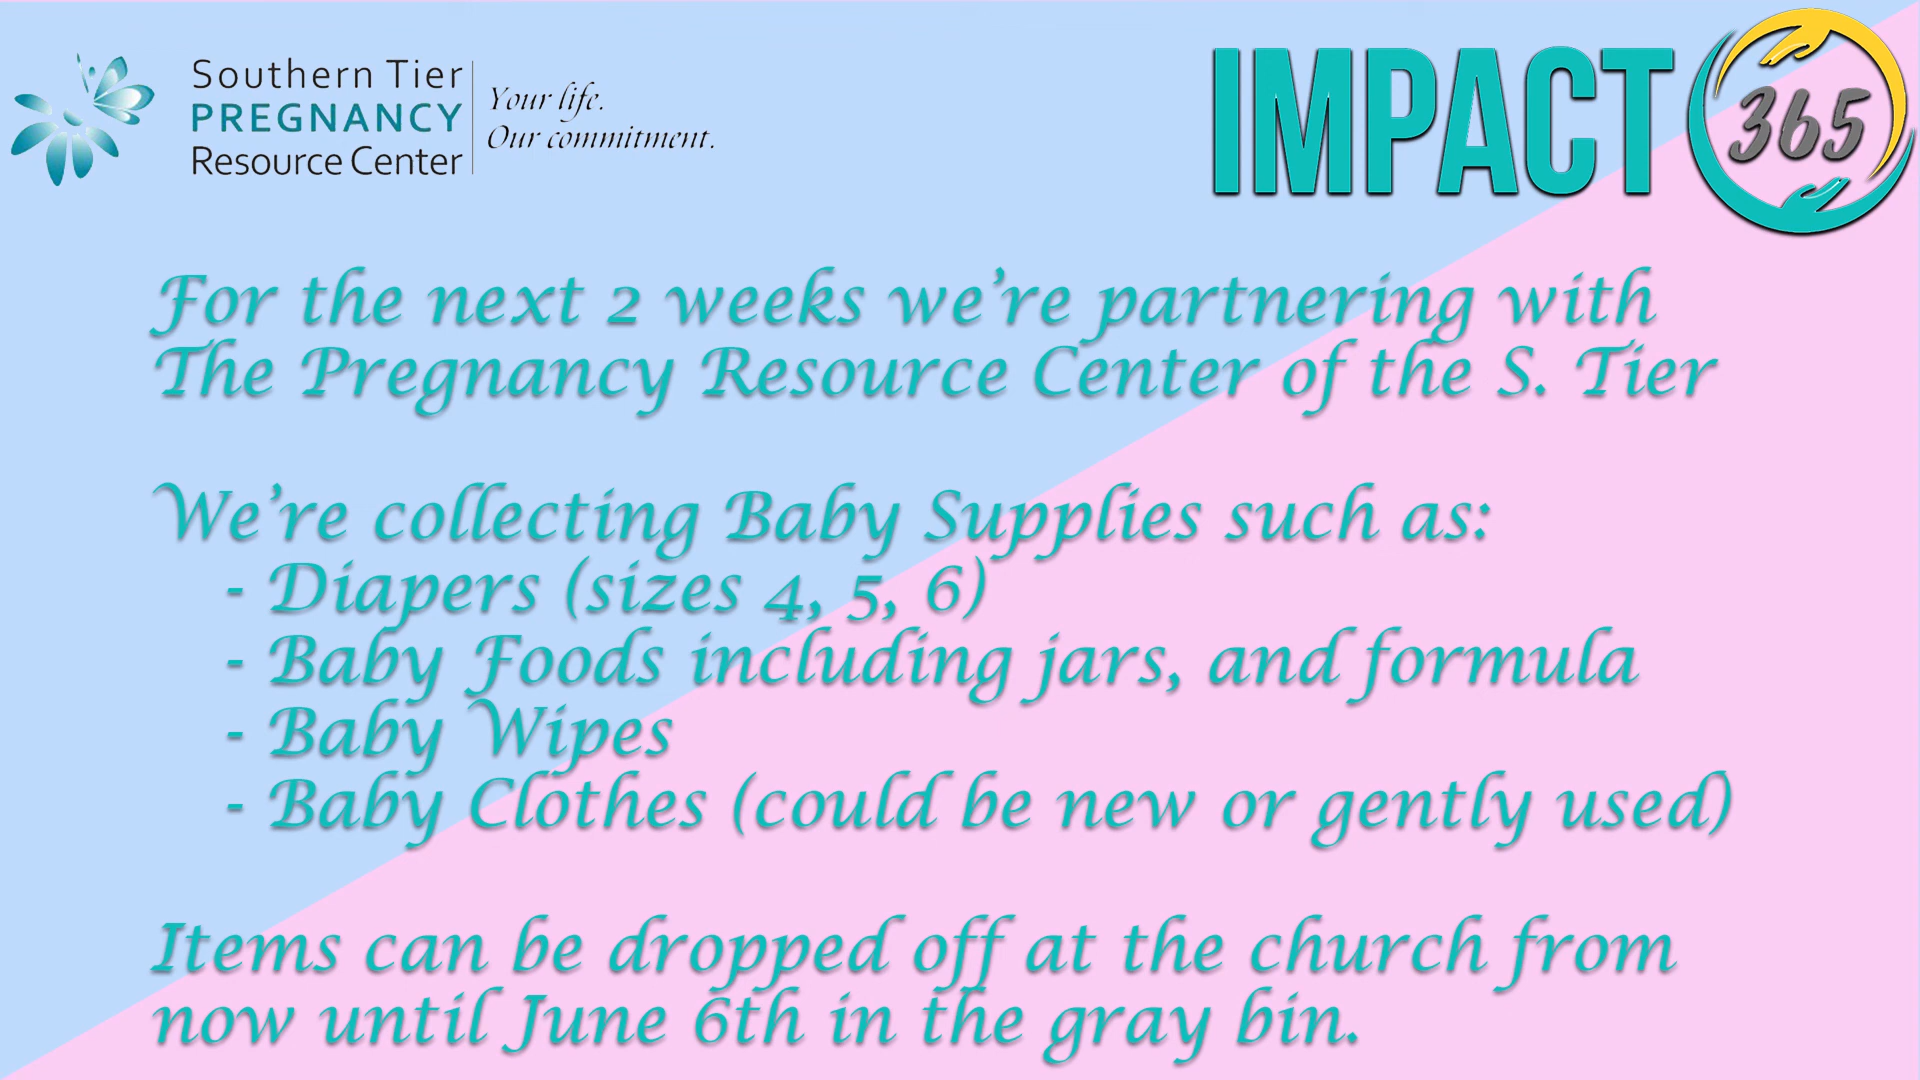 Southern Tier
PREGNANCY
Resource Center
Your life.
Our commitment.
IMPACT
365
For the next 2 weeks we're partnering with
The Pregnancy Resource Center of the S. Tier
We're collecting Baby Supplies such as:
- Diapers (sizes 4, 5, 6)
- Baby Foods including jars, and formula
- Baby Wipes
- Baby Clothes (could be new or gently used)
Items can be dropped off at the church from
now until June 6th in the gray bin.